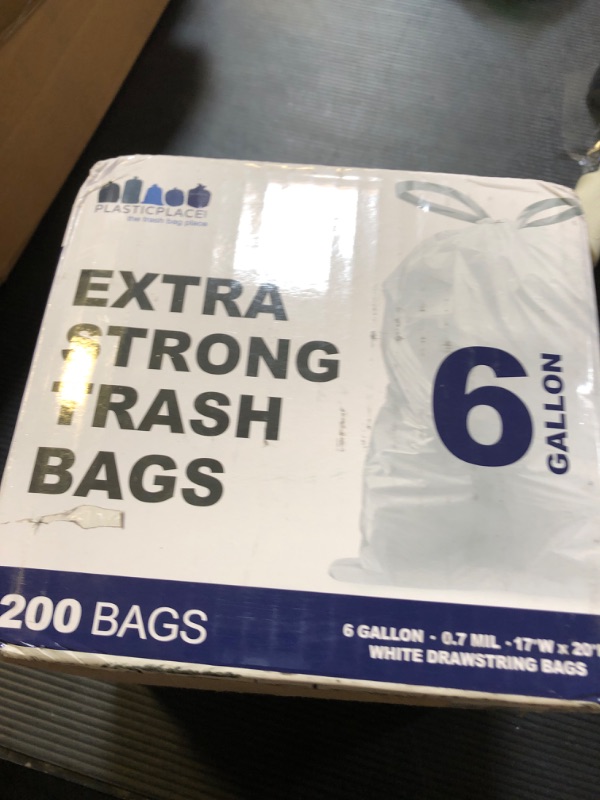 PLASTICPLACE
the trash bag place
EXTRA
STRONG
TRASH
BAGS
6
GALLON
200 BAGS
6 GALLON - 0.7 MIL - 17"W x 20"
WHITE DRAWSTRING BAGS